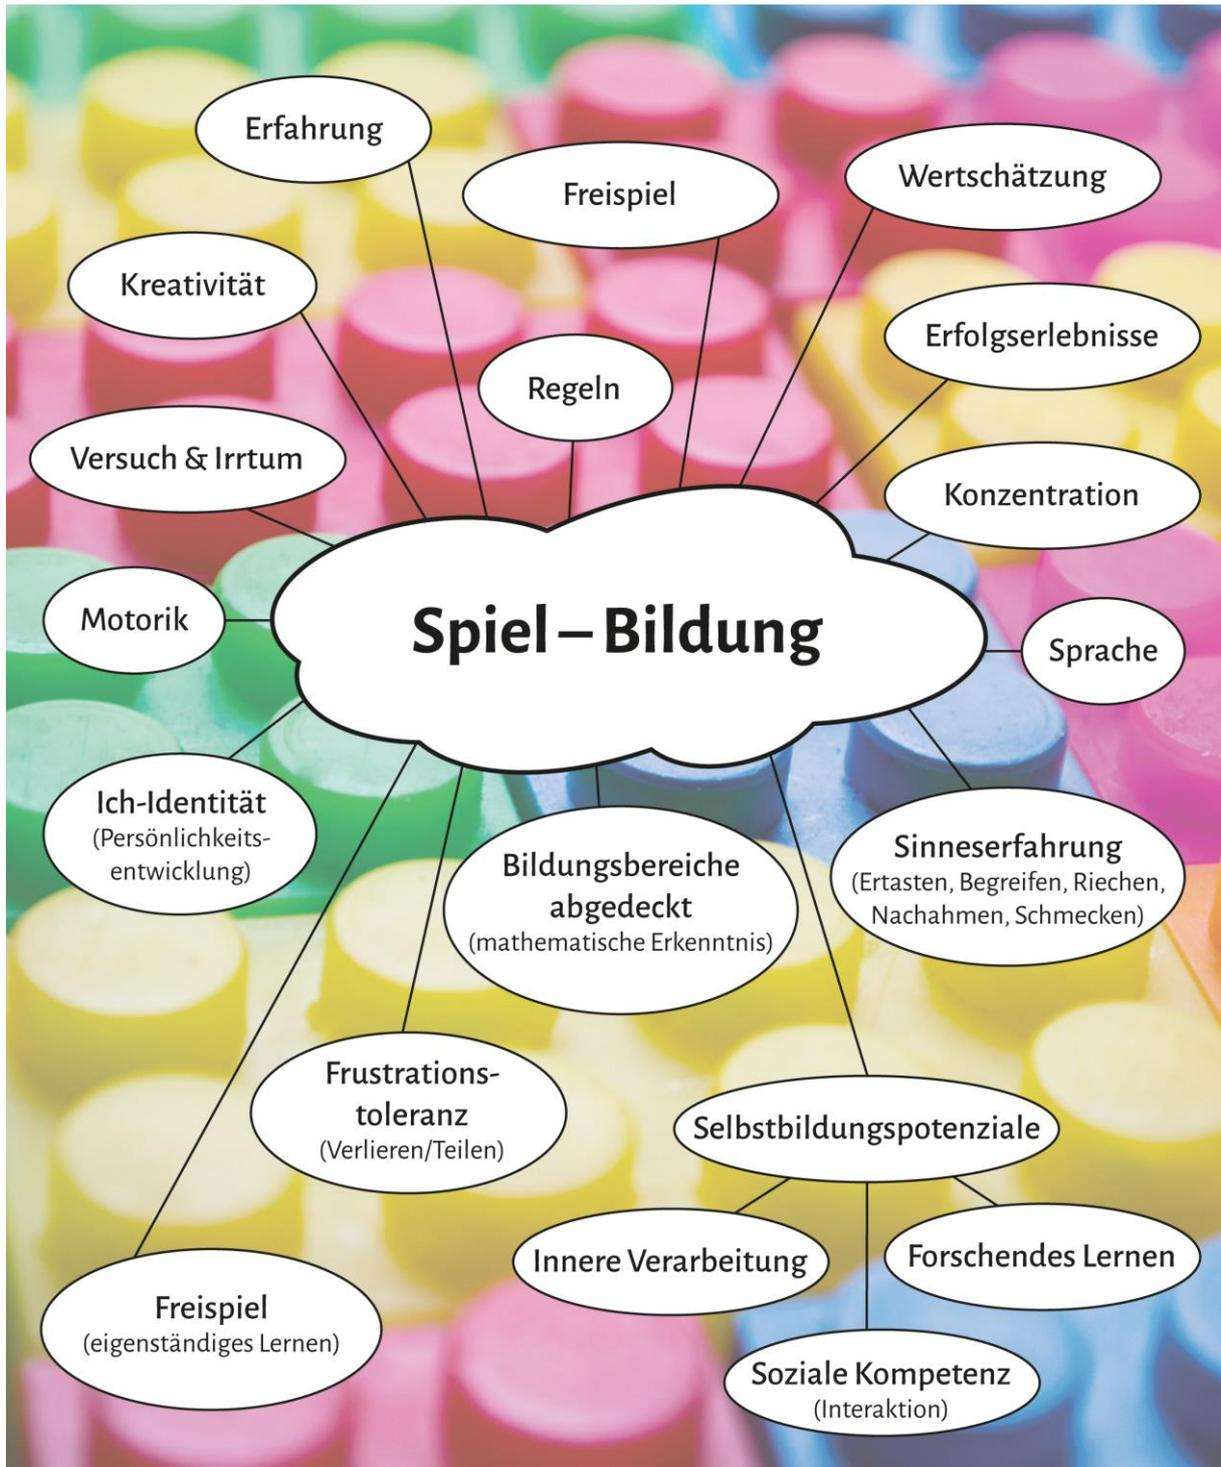 Erfahrung
Freispiel
Wertschätzung
Kreativität
Erfolgserlebnisse
Regeln
Versuch & Irrtum
Konzentration
Motorik
Spiel – Bildung
Sprache
Ich-Identität
(Persönlichkeits-
entwicklung)
Bildungsbereiche
abgedeckt
(mathematische Erkenntnis)
Sinneserfahrung
(Ertasten, Begreifen, Riechen,
Nachahmen, Schmecken)
Frustrations-
toleranz
(Verlieren/Teilen)
Selbstbildungspotenziale
Innere Verarbeitung
Forschendes Lernen
Freispiel
(eigenständiges Lernen)
Soziale Kompetenz
(Interaktion)